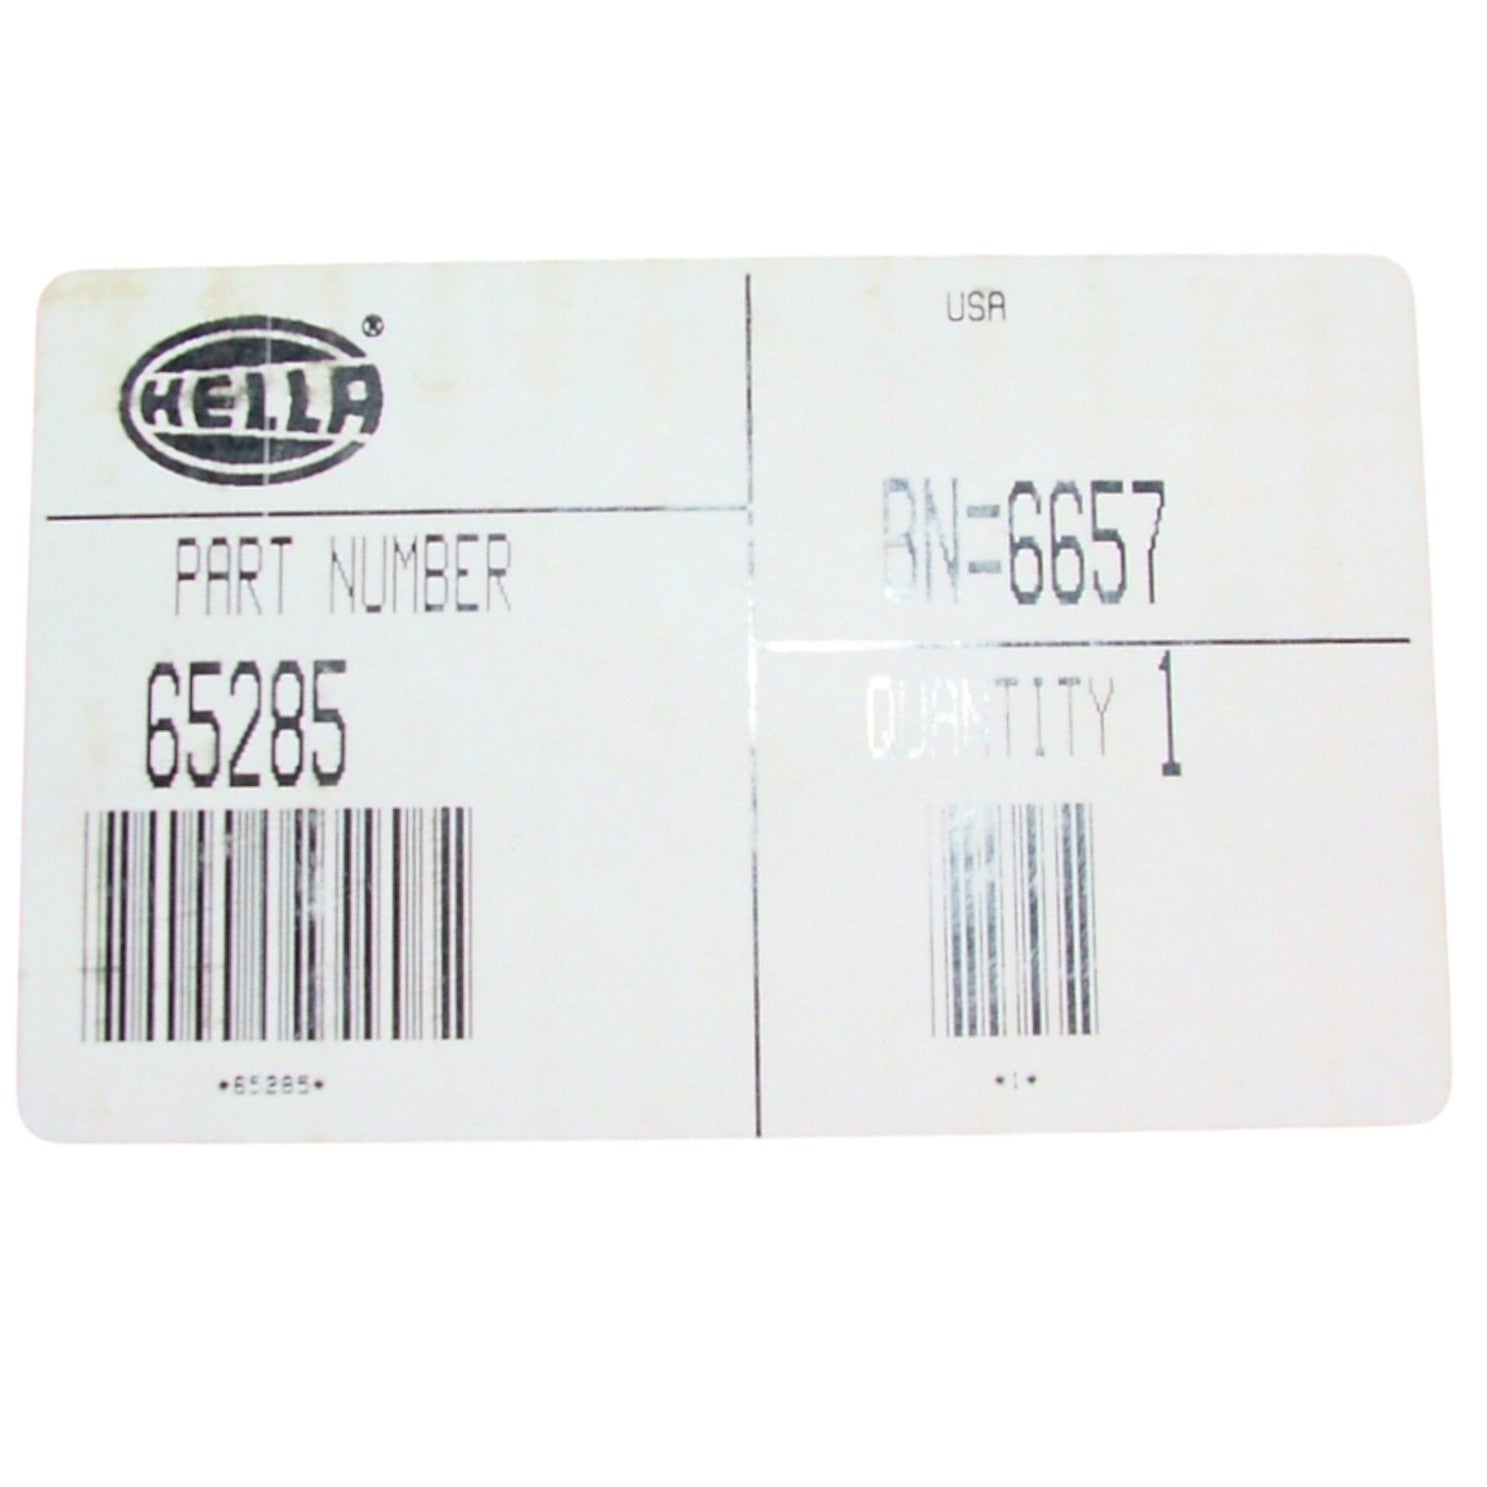 HELLA®
PART NUMBER
65285
*65285*
USA
BN=6657
QUANTITY 1
*1*